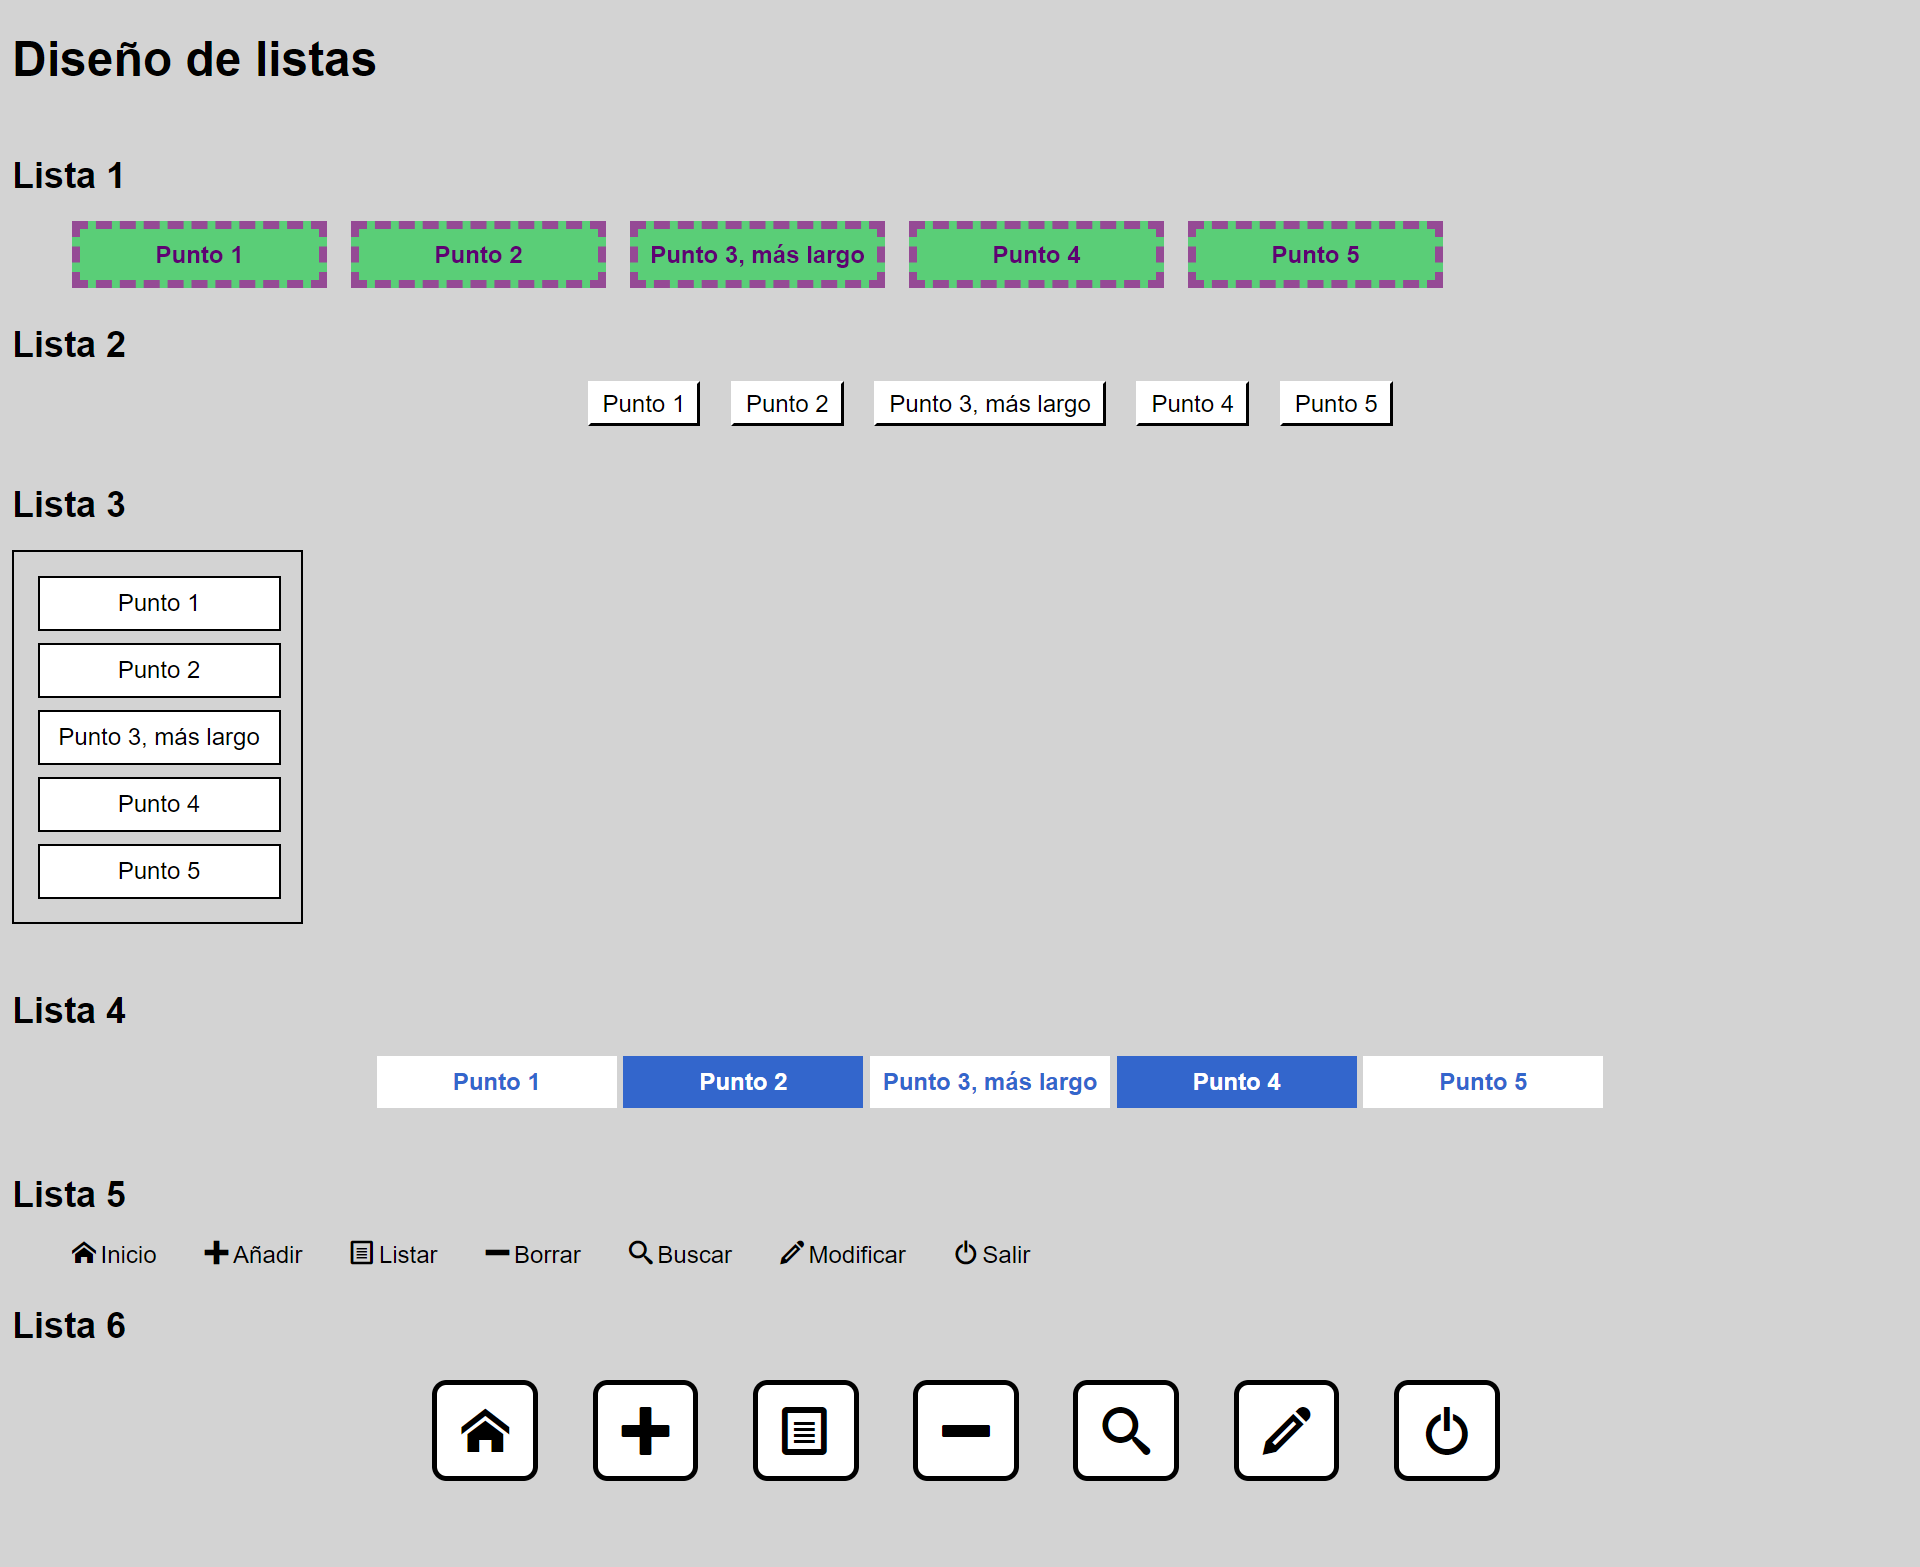 Diseño de listas
Lista 1
Punto 1 Punto 2 Punto 3, más largo Punto 4 Punto 5
Lista 2
Punto 1 Punto 2 Punto 3, más largo Punto 4 Punto 5
Lista 3
Punto 1
Punto 2
Punto 3, más largo
Punto 4
Punto 5
Lista 4
Punto 1 Punto 2 Punto 3, más largo Punto 4 Punto 5
Lista 5
Inicio Añadir Listar Borrar Buscar Modificar Salir
Lista 6